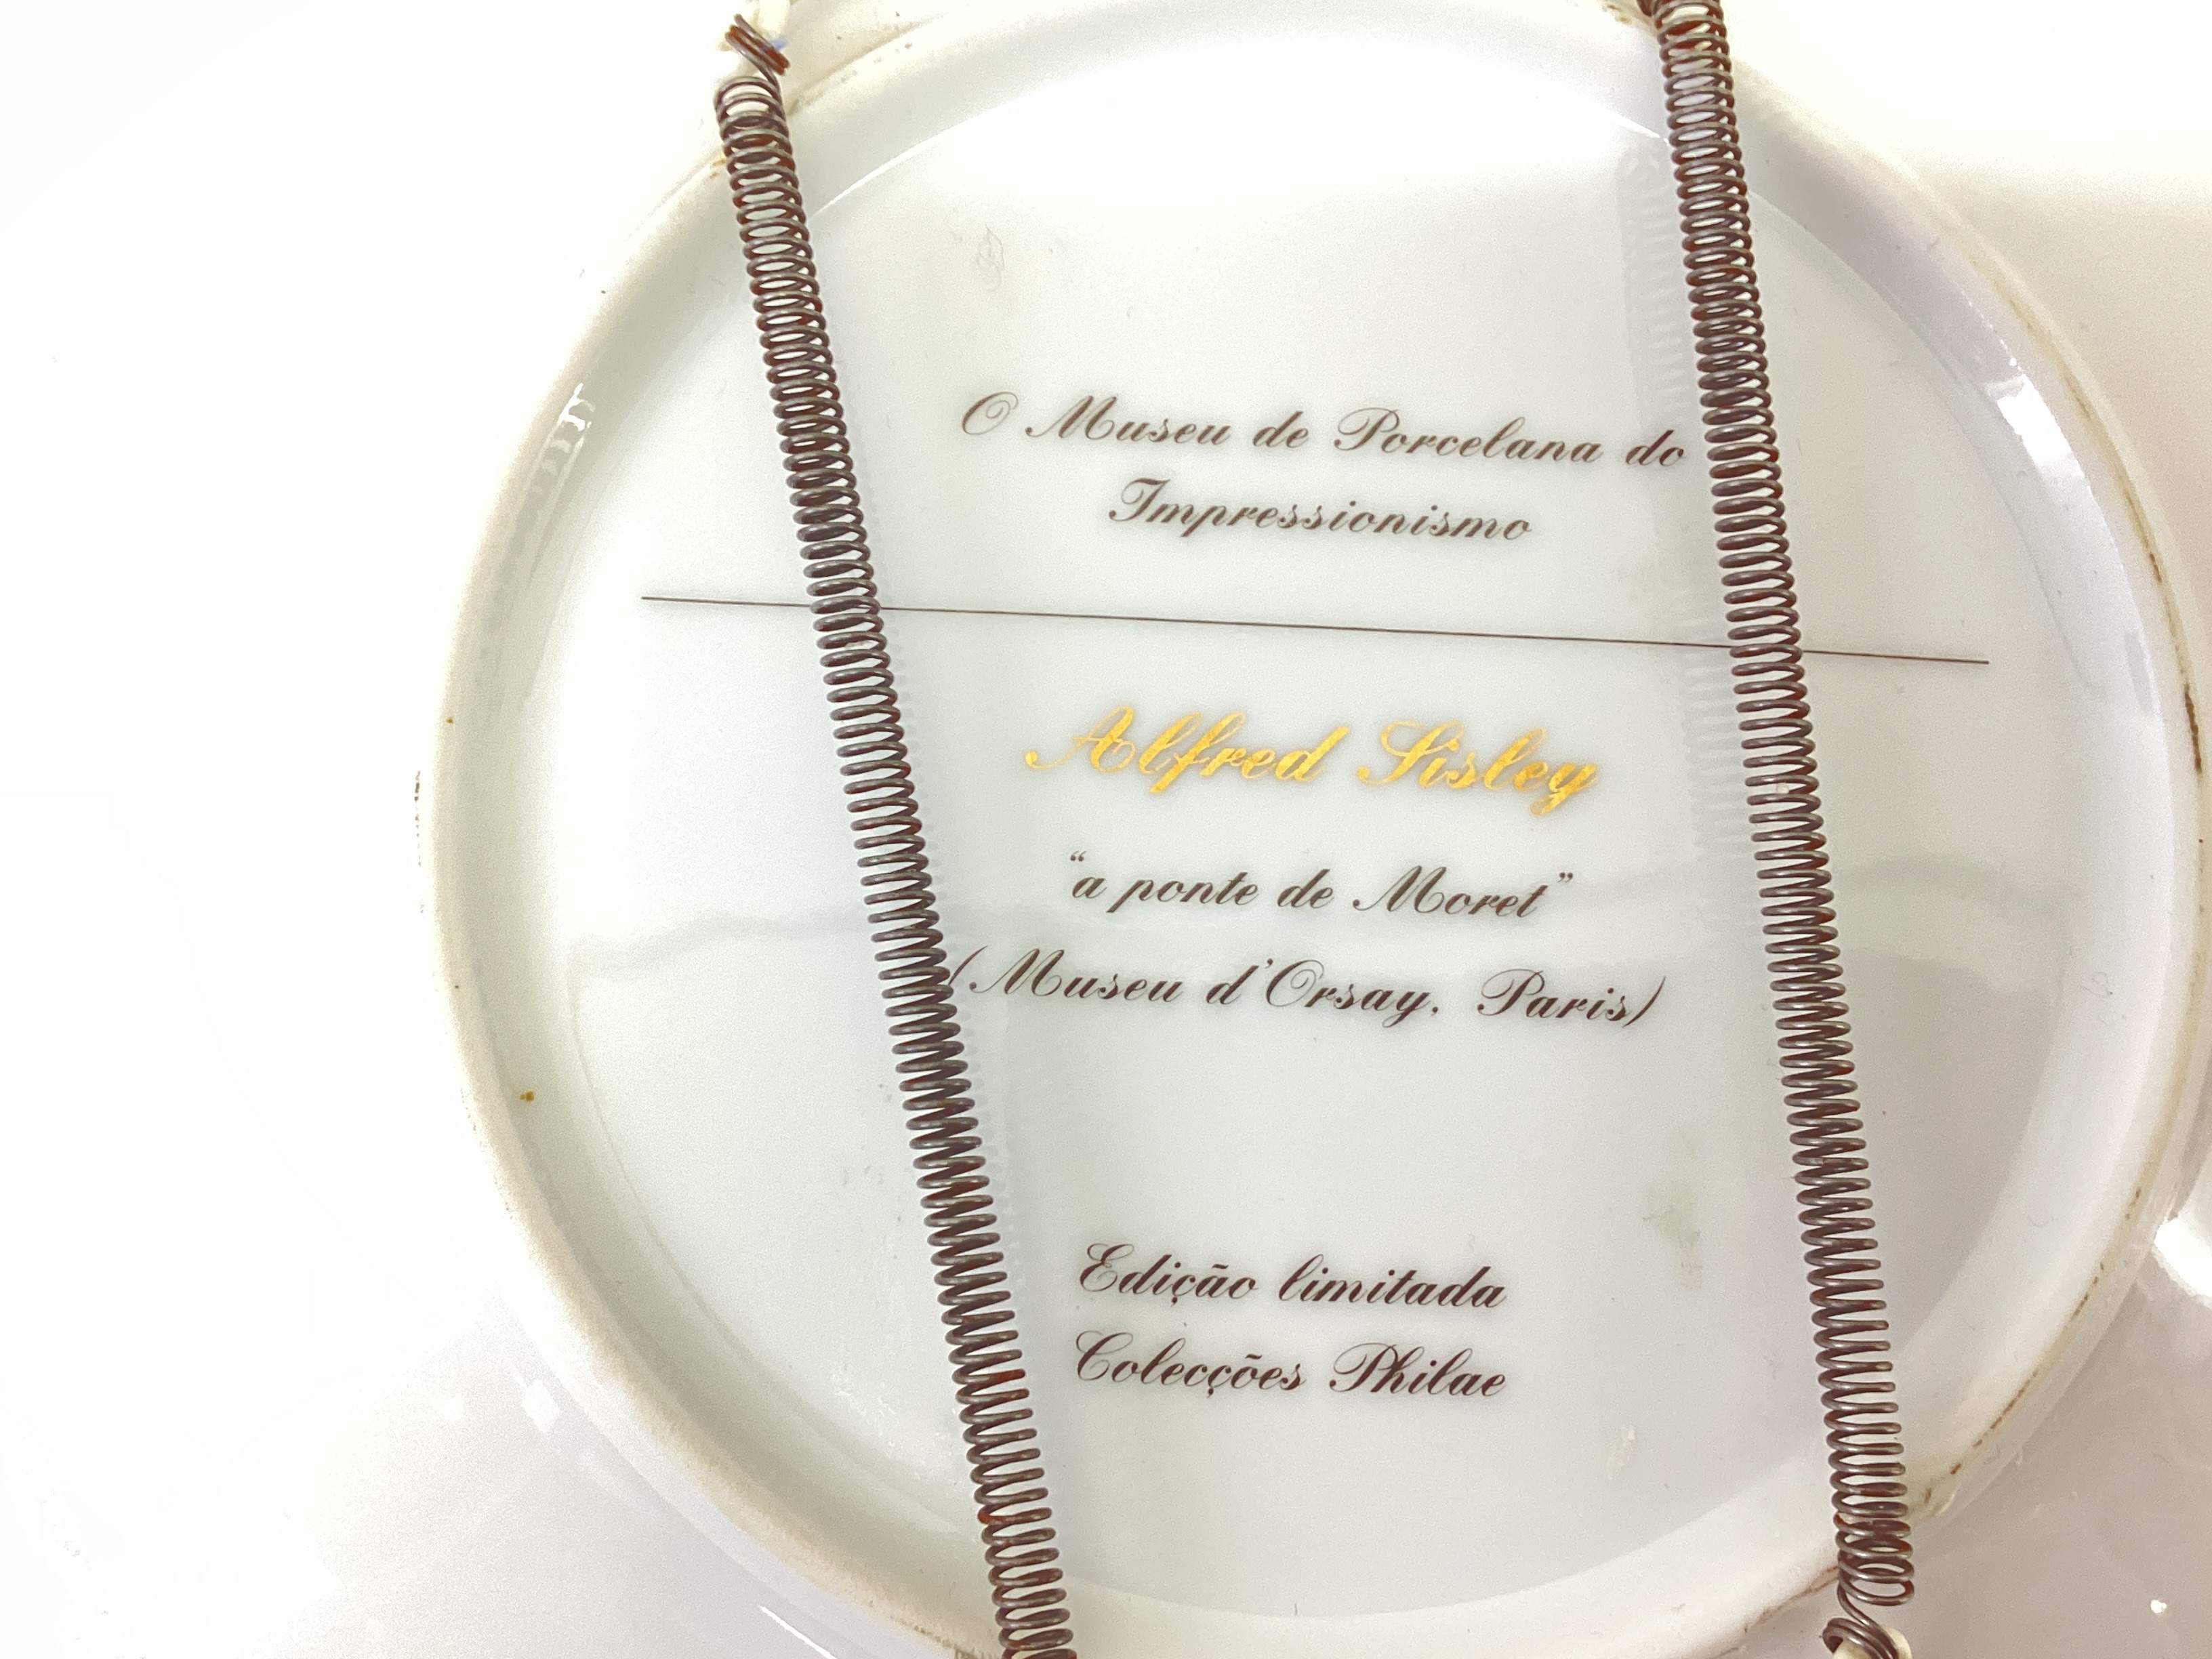 O Museu de Porcelana do
Impressionismo
Alfred Sisley
“a ponte de Moret”
(Museu d'Orsay. Paris)
Edição limitada
Colecções Philae